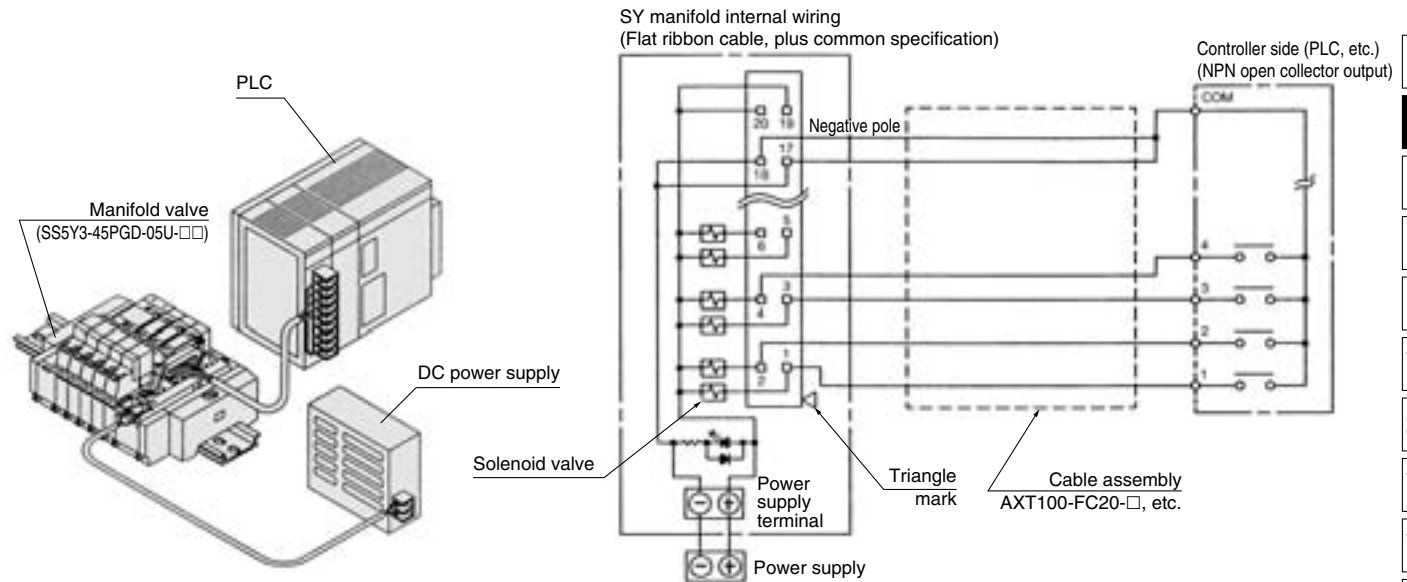 SY manifold internal wiring
(Flat ribbon cable, plus common specification)
Controller side (PLC, etc.)
(NPN open collector output)
PLC
COM
20 19
Negative pole
17
18
Manifold valve
(SS5Y3-45PGD-05U-□□)
5
6
4
3
4
3
2
1
2
1
DC power supply
Solenoid valve
Triangle
mark
Cable assembly
AXT100-FC20-□, etc.
Power
supply
terminal
− +
− +
Power supply